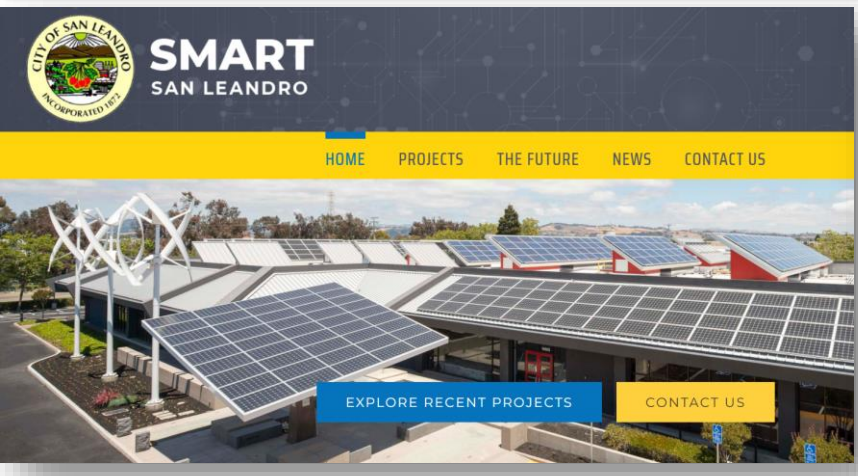 CITY OF SAN LEANDRO
INCORPORATED 1872
SMART
SAN LEANDRO
HOME PROJECTS THE FUTURE NEWS CONTACT US
EXPLORE RECENT PROJECTS CONTACT US